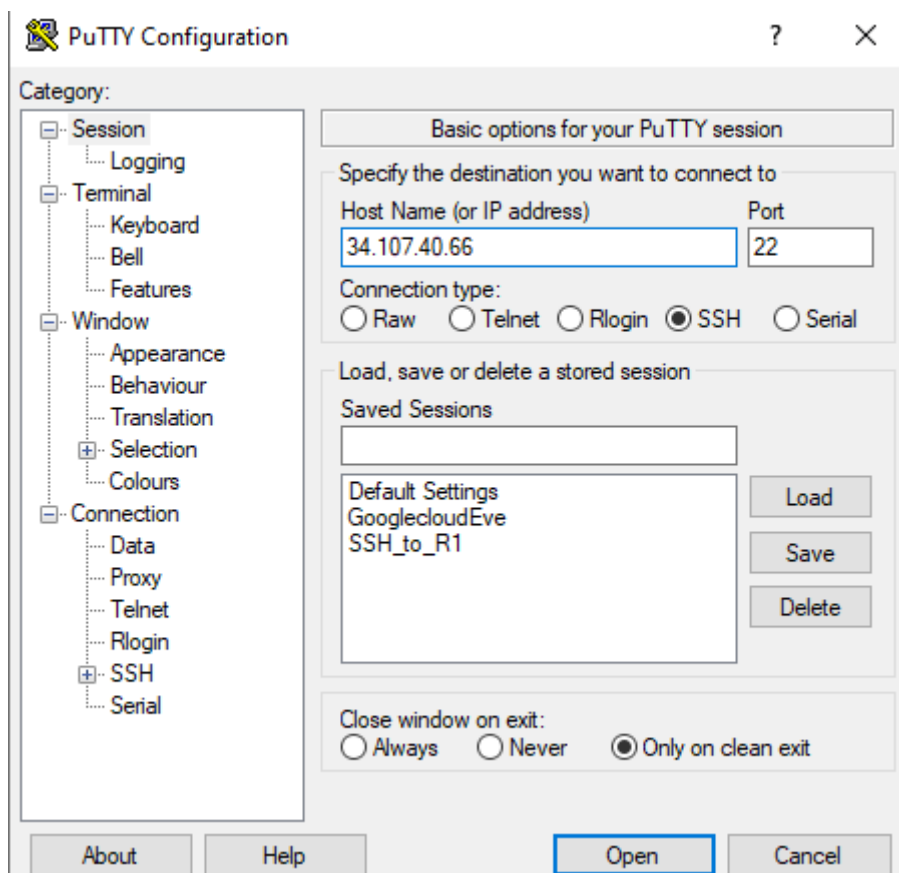 PuTTY Configuration
?
Category:
Session
Logging
Terminal
Keyboard
Bell
Features
Window
Appearance
Behaviour
Translation
Selection
Colours
Connection
Data
Proxy
Telnet
Rlogin
SSH
Serial
Basic options for your PuTTY session
Specify the destination you want to connect to
Host Name (or IP address) Port
34.107.40.66 22
Connection type:
Raw Telnet Rlogin SSH Serial
Load, save or delete a stored session
Saved Sessions
Default Settings
GooglecloudEve
SSH_to_R1
Load
Save
Delete
Close window on exit:
Always Never Only on clean exit
About Help Open Cancel